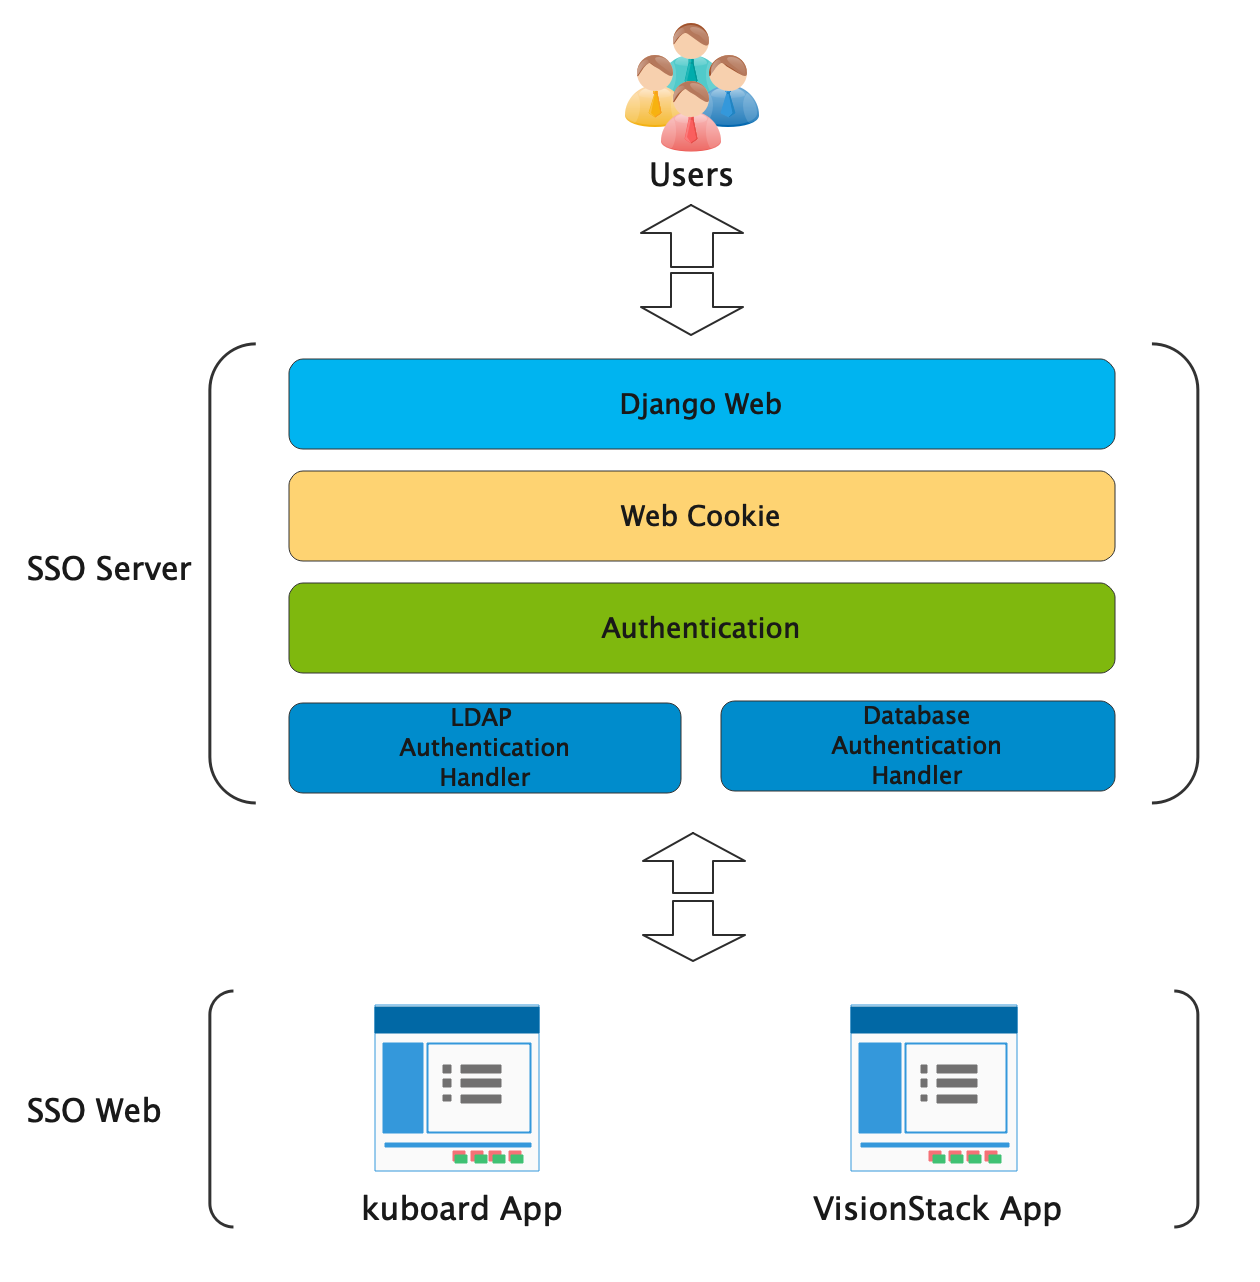 Users
Django Web
Web Cookie
SSO Server
Authentication
LDAP
Authentication
Handler
Database
Authentication
Handler
SSO Web
kuboard App
VisionStack App